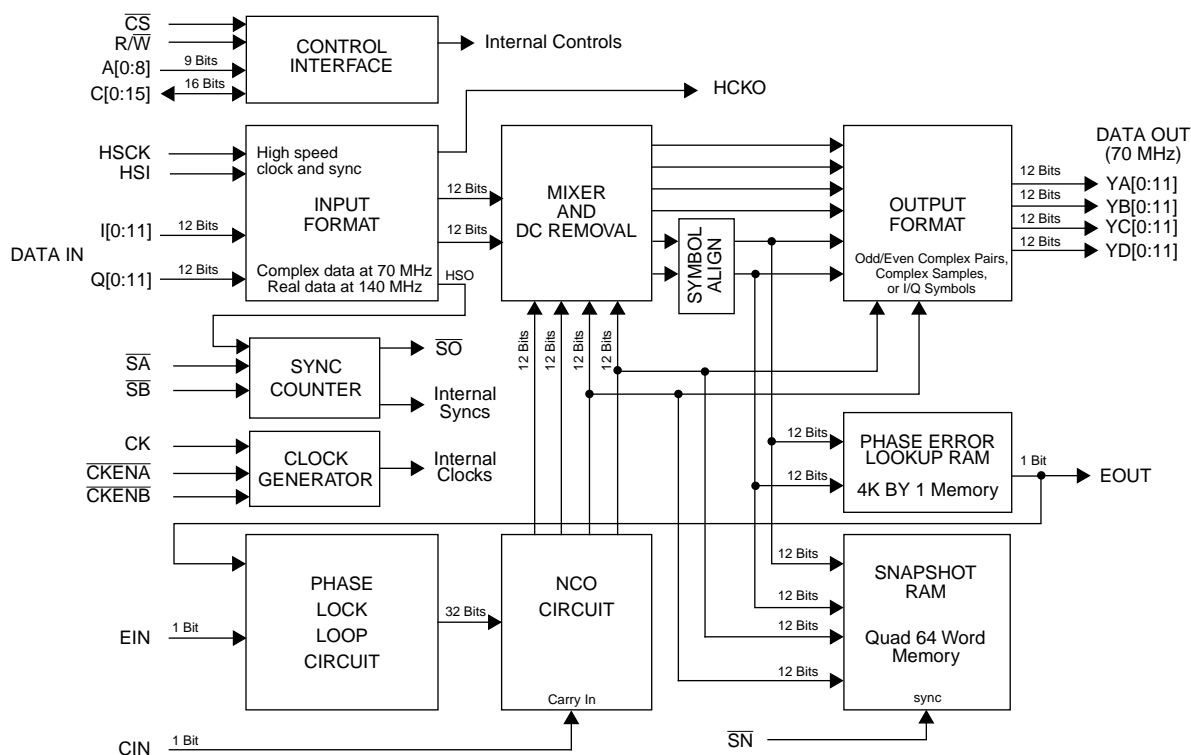 C̅S̅
R/W̅
A[0:8]
9 Bits
C[0:15]
16 Bits
CONTROL
INTERFACE
Internal Controls
HCKO
HSCK
HSI
High speed
clock and sync
INPUT
FORMAT
Complex data at 70 MHz
Real data at 140 MHz
DATA IN
I[0:11]
12 Bits
Q[0:11]
12 Bits
HSO
12 Bits
12 Bits
MIXER
AND
DC REMOVAL
SYMBOL
ALIGN
OUTPUT
FORMAT
Odd/Even Complex Pairs,
Complex Samples,
or I/Q Symbols
DATA OUT
(70 MHz)
12 Bits
YA[0:11]
12 Bits
YB[0:11]
12 Bits
YC[0:11]
12 Bits
YD[0:11]
S̅A̅
S̅B̅
SYNC
COUNTER
S̅O̅
Internal
Syncs
12 Bits
12 Bits
12 Bits
12 Bits
CK
C̅K̅E̅N̅A̅
C̅K̅E̅N̅B̅
CLOCK
GENERATOR
Internal
Clocks
12 Bits
12 Bits
PHASE ERROR
LOOKUP RAM
4K BY 1 Memory
1 Bit
EOUT
EIN
1 Bit
PHASE
LOCK
LOOP
CIRCUIT
32 Bits
NCO
CIRCUIT
Carry In
12 Bits
12 Bits
12 Bits
12 Bits
SNAPSHOT
RAM
Quad 64 Word
Memory
sync
CIN
1 Bit
S̅N̅